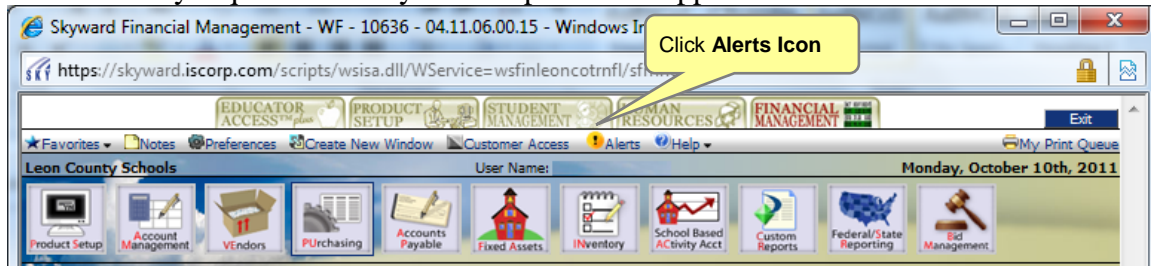 Skyward Financial Management - WF - 10636 - 04.11.06.00.15 - Windows In
Click Alerts Icon
https://skyward.iscorp.com/scripts/wsisa.dll/WService=wsfinleoncotrnfl/sf
EDUCATOR ACCESS™ plus
PRODUCT SETUP
STUDENT MANAGEMENT
HUMAN RESOURCES
FINANCIAL MANAGEMENT
Exit
Favorites Notes Preferences Create New Window Customer Access Alerts Help My Print Queue
Leon County Schools User Name: Monday, October 10th, 2011
Product Setup
Account Management
VEndors
PUrchasing
Accounts Payable
Fixed Assets
INventory
School Based ACtivity Acct
Custom Reports
Federal/State Reporting
Bid Management